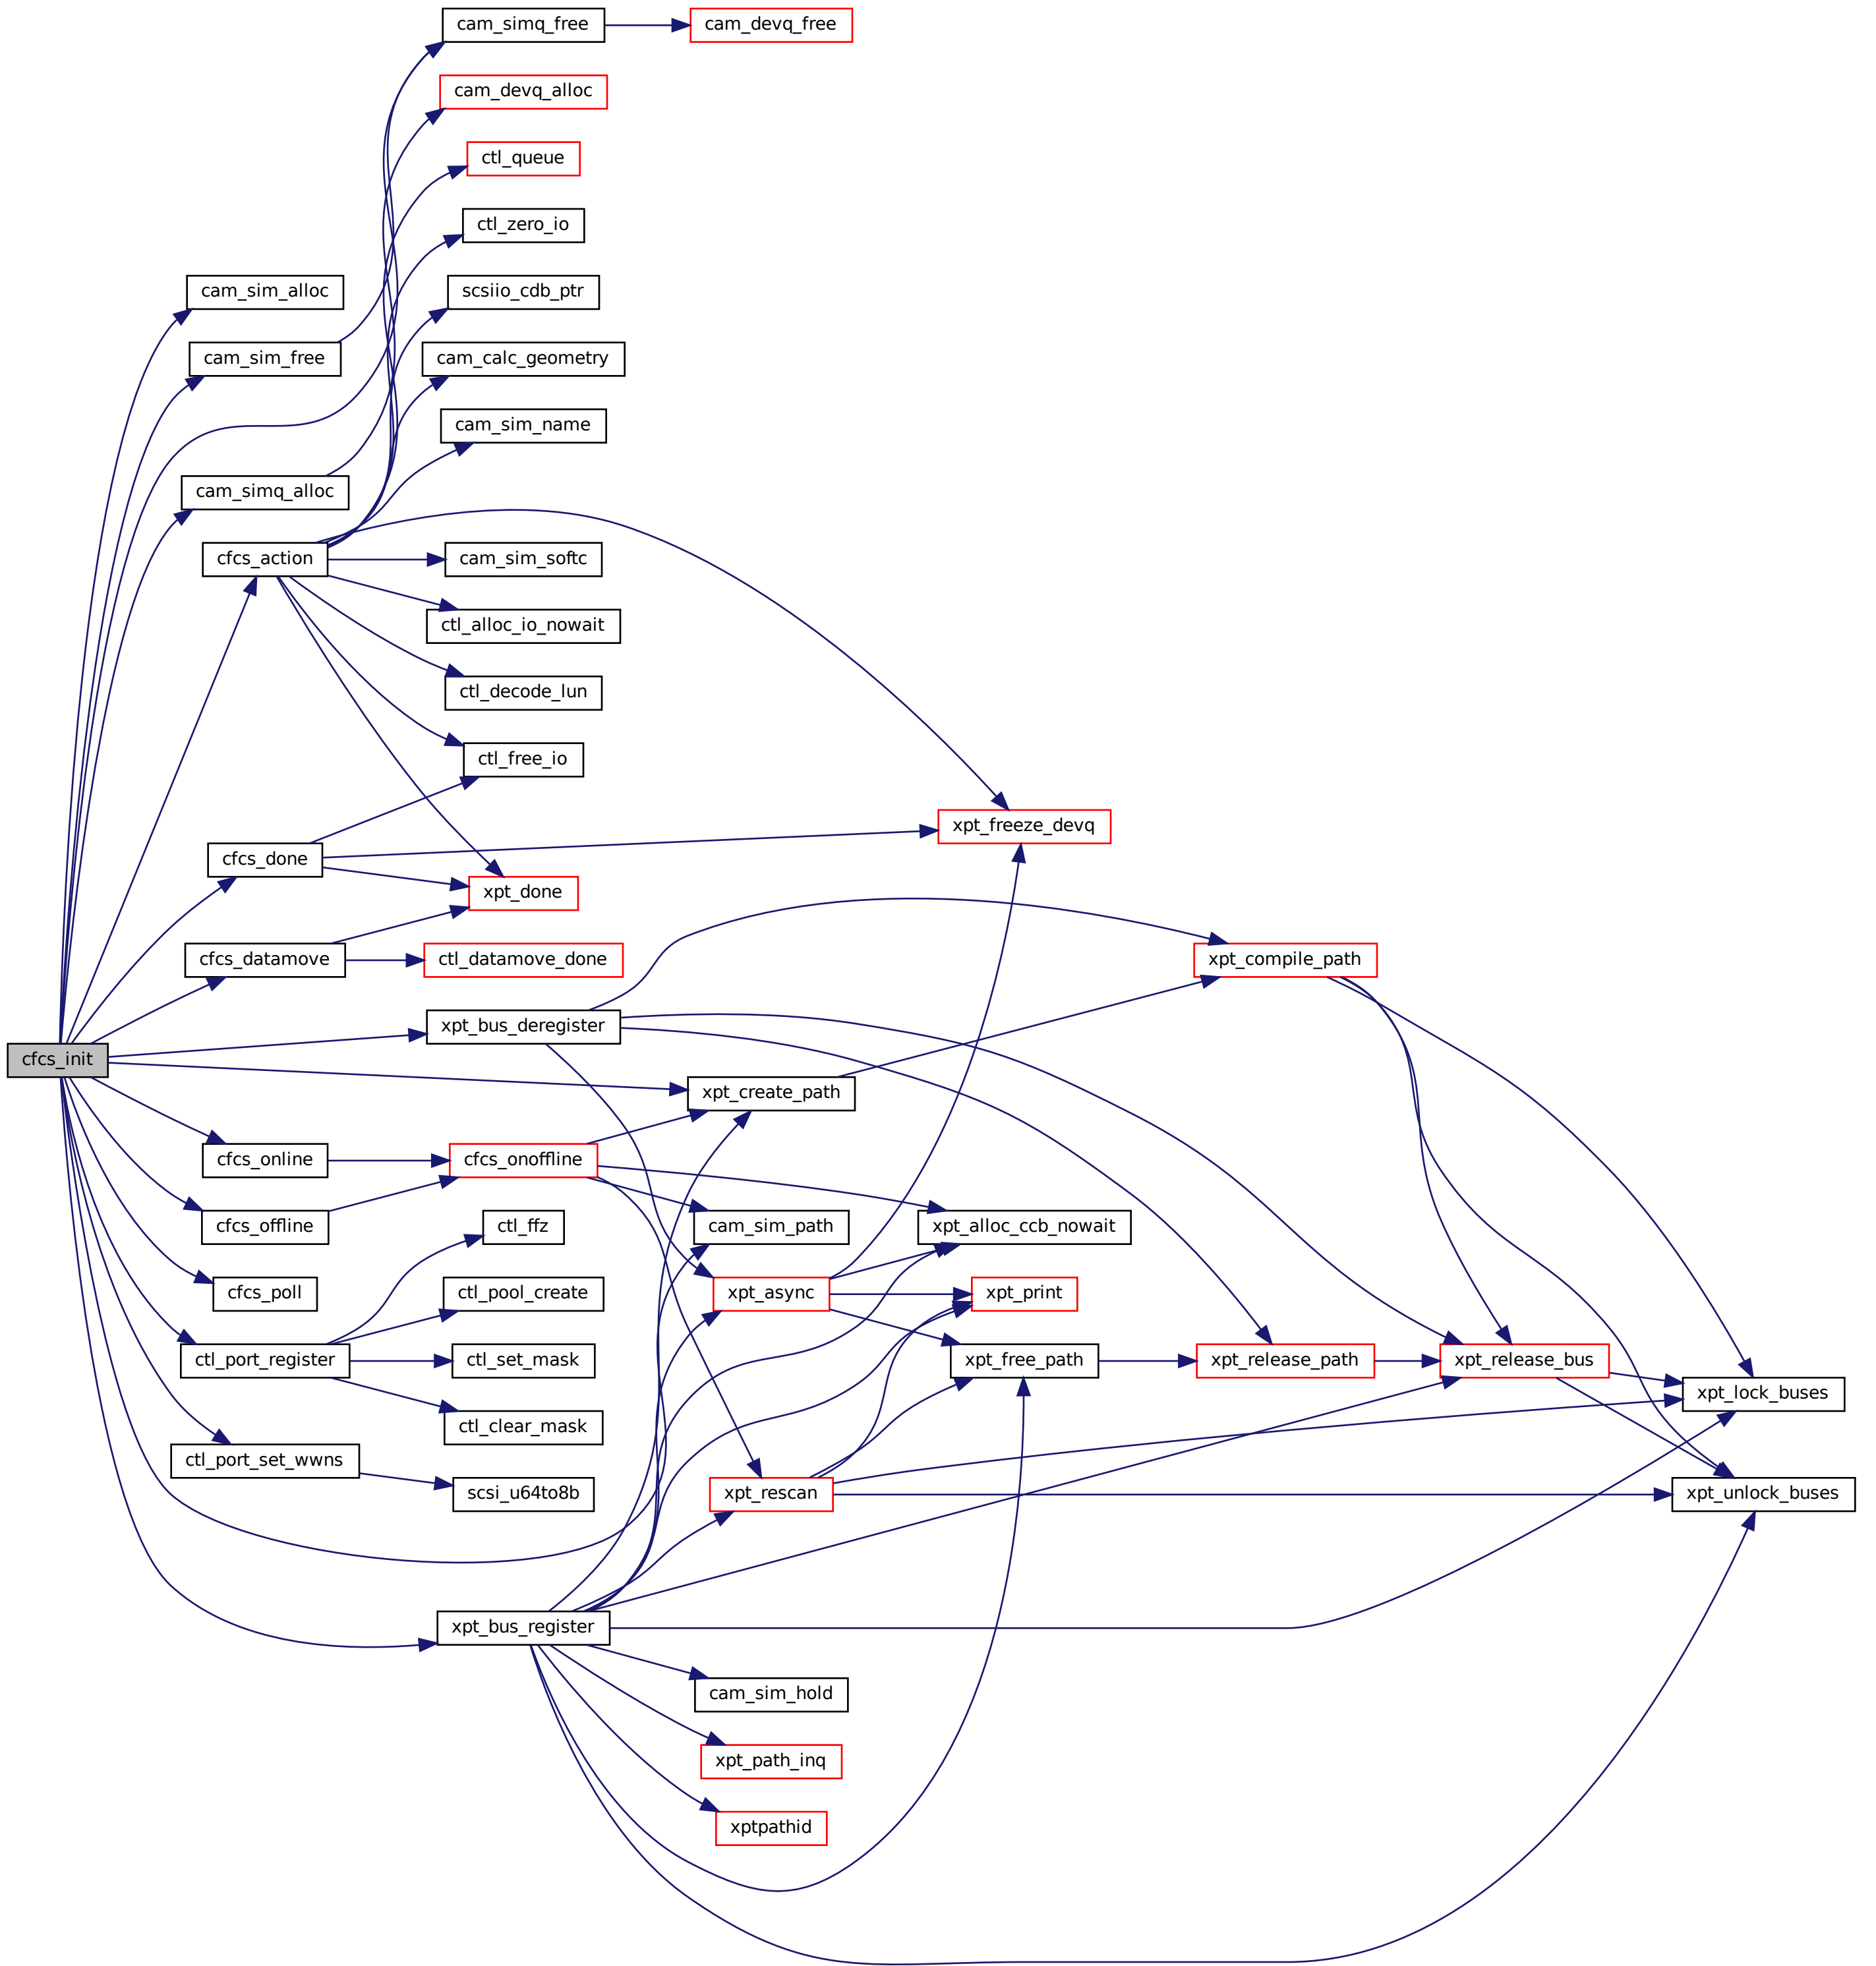 cam_simq_free
cam_devq_free
cam_devq_alloc
ctl_queue
ctl_zero_io
cam_sim_alloc
scsiio_cdb_ptr
cam_sim_free
cam_calc_geometry
cam_sim_name
cam_simq_alloc
cfcs_action
cam_sim_softc
ctl_alloc_io_nowait
ctl_decode_lun
ctl_free_io
xpt_freeze_devq
cfcs_done
xpt_done
cfcs_datamove
ctl_datamove_done
xpt_compile_path
xpt_bus_deregister
cfcs_init
xpt_create_path
cfcs_online
cfcs_onoffline
cfcs_offline
ctl_ffz
cam_sim_path
xpt_alloc_ccb_nowait
cfcs_poll
ctl_pool_create
xpt_async
xpt_print
ctl_port_register
ctl_set_mask
xpt_free_path
xpt_release_path
xpt_release_bus
xpt_lock_buses
ctl_clear_mask
ctl_port_set_wwns
scsi_u64to8b
xpt_rescan
xpt_unlock_buses
xpt_bus_register
cam_sim_hold
xpt_path_inq
xptpathid